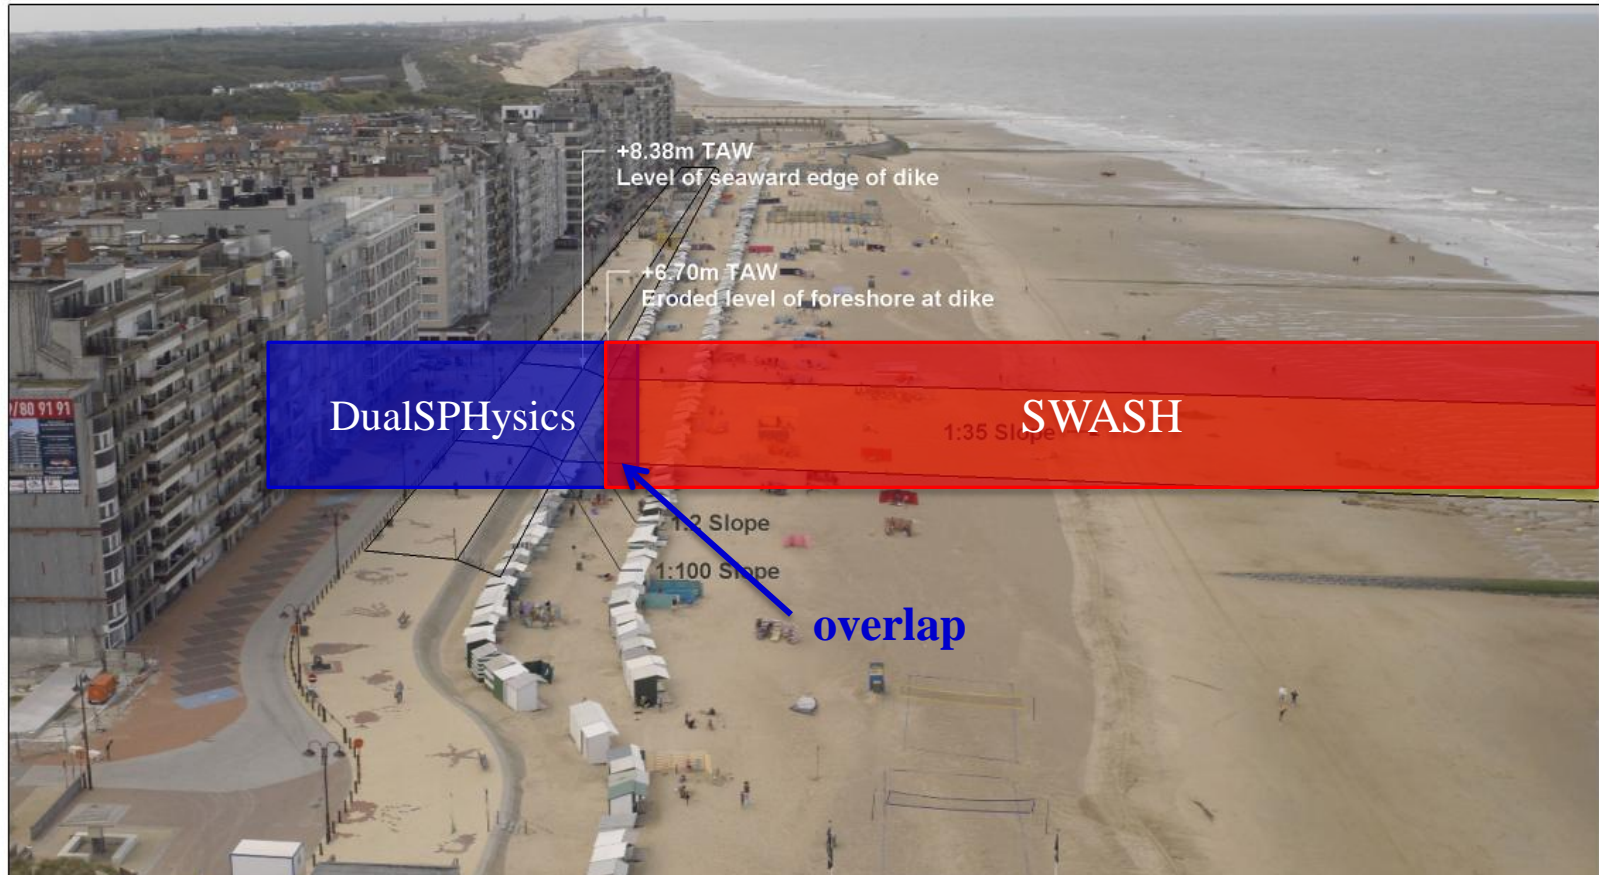 +8.38m TAW
Level of seaward edge of dike
+6.70m TAW
Eroded level of foreshore at dike
/80 91 91
DualSPHysics
SWASH
1:35 Slope
1:2 Slope
1:100 Slope
overlap